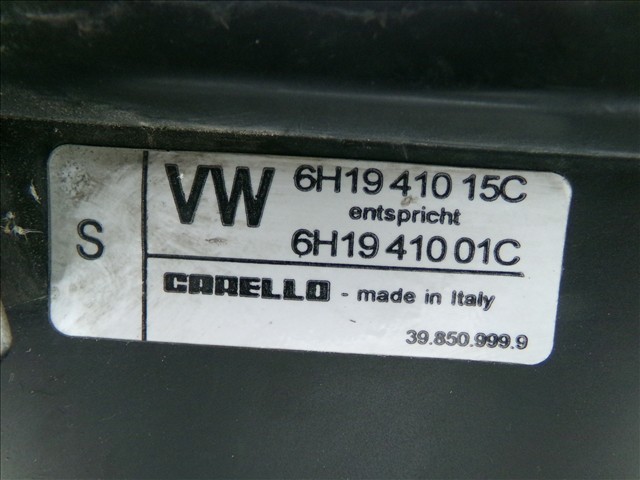 S
VW
6H19 410 15C
entspricht
6H19 410 01C
CARELLO - made in Italy
39.850.999.9